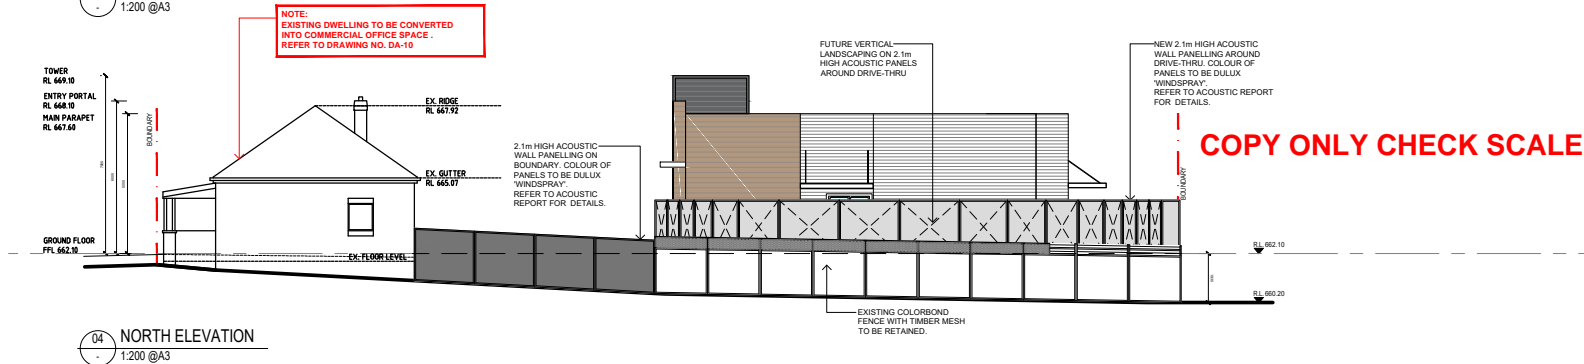 -
1:200 @A3
NOTE:
EXISTING DWELLING TO BE CONVERTED
INTO COMMERCIAL OFFICE SPACE .
REFER TO DRAWING NO. DA-10
TOWER
RL 669.10
ENTRY PORTAL
RL 668.10
MAIN PARAPET
RL 667.60
BOUNDARY
EX. RIDGE
RL 667.92
EX. GUTTER
RL 665.07
GROUND FLOOR
FFL 662.10
EX. FLOOR LEVEL
2.1m HIGH ACOUSTIC
WALL PANELLING ON
BOUNDARY. COLOUR OF
PANELS TO BE DULUX
'WINDSPRAY'.
REFER TO ACOUSTIC
REPORT FOR DETAILS.
FUTURE VERTICAL
LANDSCAPING ON 2.1m
HIGH ACOUSTIC PANELS
AROUND DRIVE-THRU
NEW 2.1m HIGH ACOUSTIC
WALL PANELLING AROUND
DRIVE-THRU. COLOUR OF
PANELS TO BE DULUX
'WINDSPRAY'.
REFER TO ACOUSTIC REPORT
FOR DETAILS.
COPY ONLY CHECK SCALE
BOUNDARY
R.L. 662.10
R.L. 660.20
EXISTING COLORBOND
FENCE WITH TIMBER MESH
TO BE RETAINED.
04 NORTH ELEVATION
-
1:200 @A3